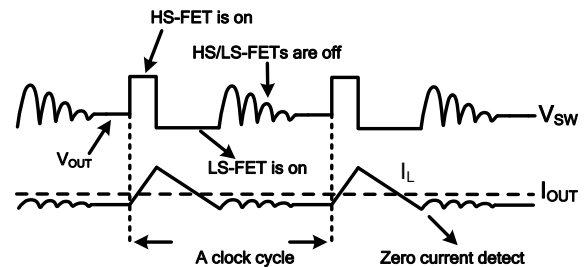 HS-FET is on
HS/LS-FETs are off
VSW
VOUT
LS-FET is on
IL
IOUT
A clock cycle
Zero current detect